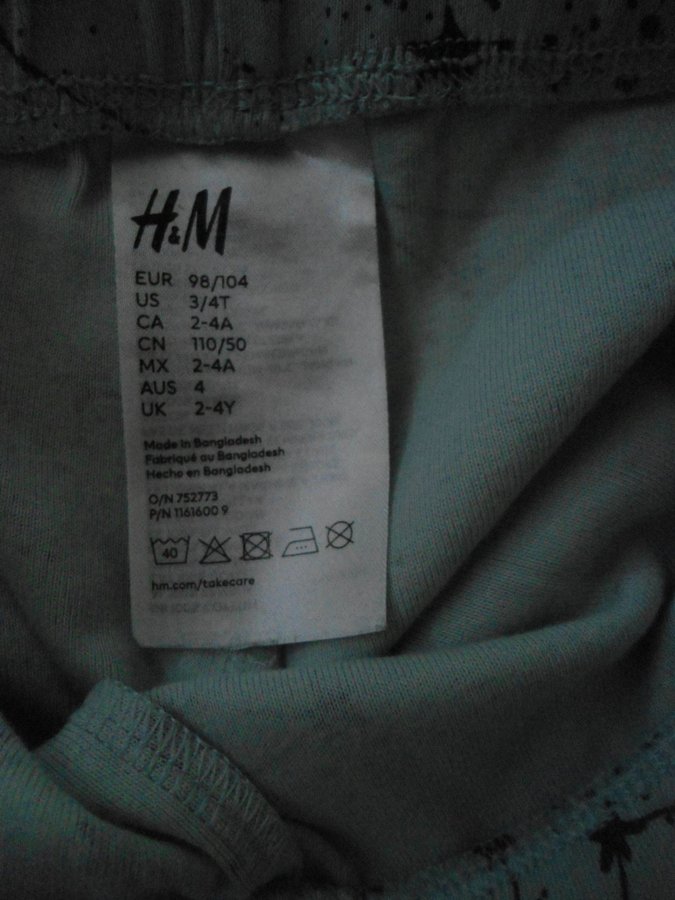 H&M
EUR 98/104
US 3/4T
CA 2-4A
CN 110/50
MX 2-4A
AUS 4
UK 2-4Y
Made in Bangladesh
Fabriqué au Bangladesh
Hecho en Bangladesh
O/N 752773
P/N 1161600 9
40
hm.com/takecare